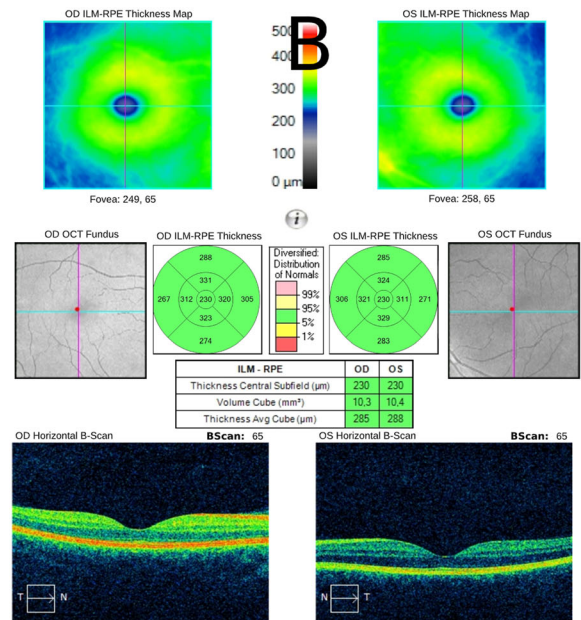 OD ILM-RPE Thickness Map
OS ILM-RPE Thickness Map
B
500
400
300
200
100
0 µm
Fovea: 249, 65
Fovea: 258, 65
i
OD OCT Fundus
OD ILM-RPE Thickness
OS ILM-RPE Thickness
OS OCT Fundus
288
331
267 312 230 320 305
323
274
Diversified:
Distribution
of Normals
99%
95%
5%
1%
285
324
306 321 230 311 271
329
283
ILM - RPE OD OS
Thickness Central Subfield (µm) 230 230
Volume Cube (mm³) 10,3 10,4
Thickness Avg Cube (µm) 285 288
OD Horizontal B-Scan BScan: 65
OS Horizontal B-Scan BScan: 65
T N
N T